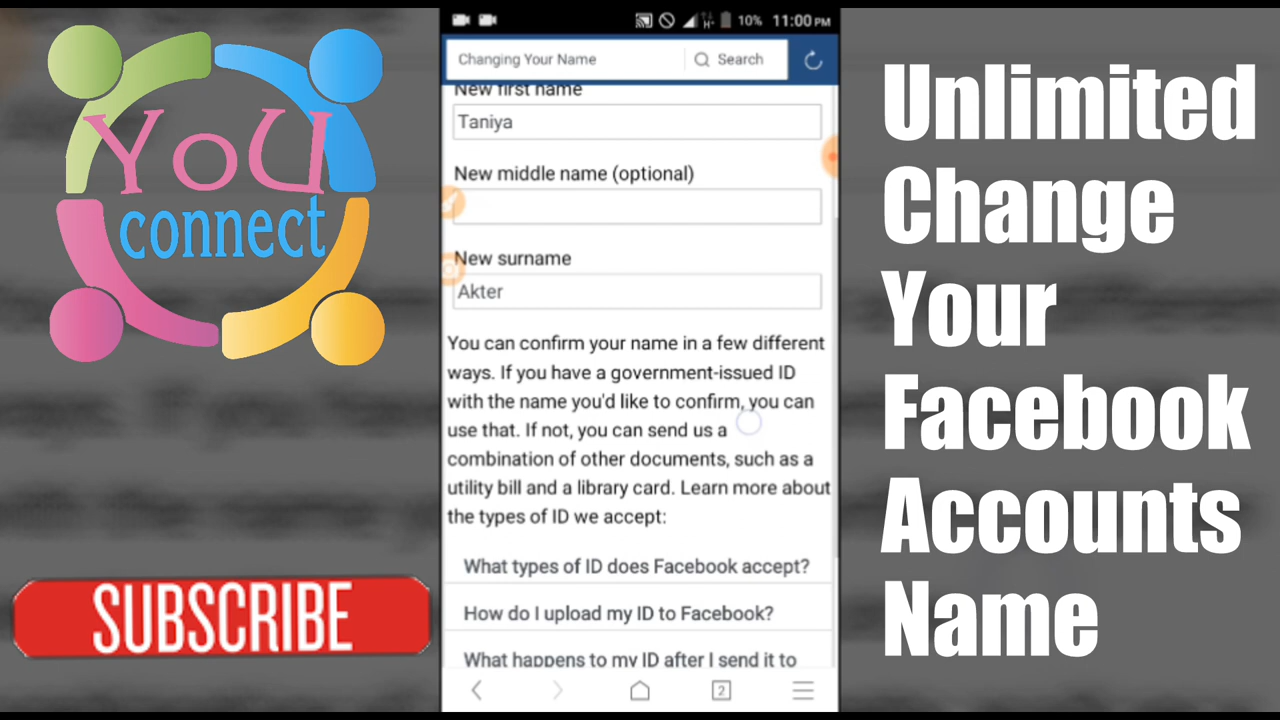 YoU
connect
SUBSCRIBE
H+ 10% 11:00 PM
Changing Your Name
Search
New first name
Taniya
New middle name (optional)
New surname
Akter
You can confirm your name in a few different
ways. If you have a government-issued ID
with the name you'd like to confirm, you can
use that. If not, you can send us a
combination of other documents, such as a
utility bill and a library card. Learn more about
the types of ID we accept:
What types of ID does Facebook accept?
How do I upload my ID to Facebook?
What happens to my ID after I send it to
2
Unlimited
Change
Your
Facebook
Accounts
Name